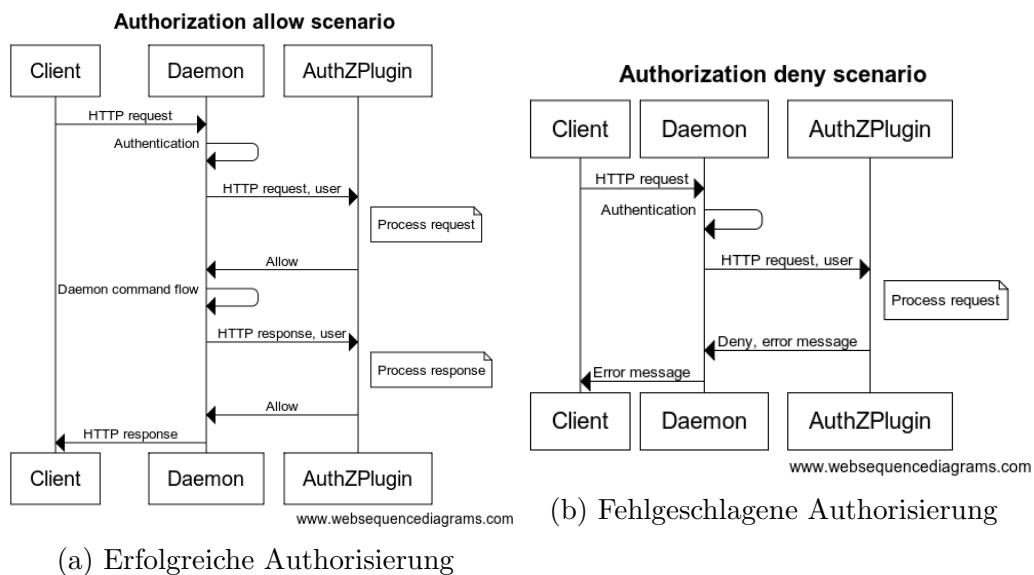 Authorization allow scenario
Client
Daemon
AuthZPlugin
HTTP request
Authentication
HTTP request, user
Process request
Allow
Daemon command flow
HTTP response, user
Process response
Allow
HTTP response
Client
Daemon
AuthZPlugin
www.websequencediagrams.com
(a) Erfolgreiche Authorisierung
Authorization deny scenario
Client
Daemon
AuthZPlugin
HTTP request
Authentication
HTTP request, user
Process request
Deny, error message
Error message
Client
Daemon
AuthZPlugin
www.websequencediagrams.com
(b) Fehlgeschlagene Authorisierung